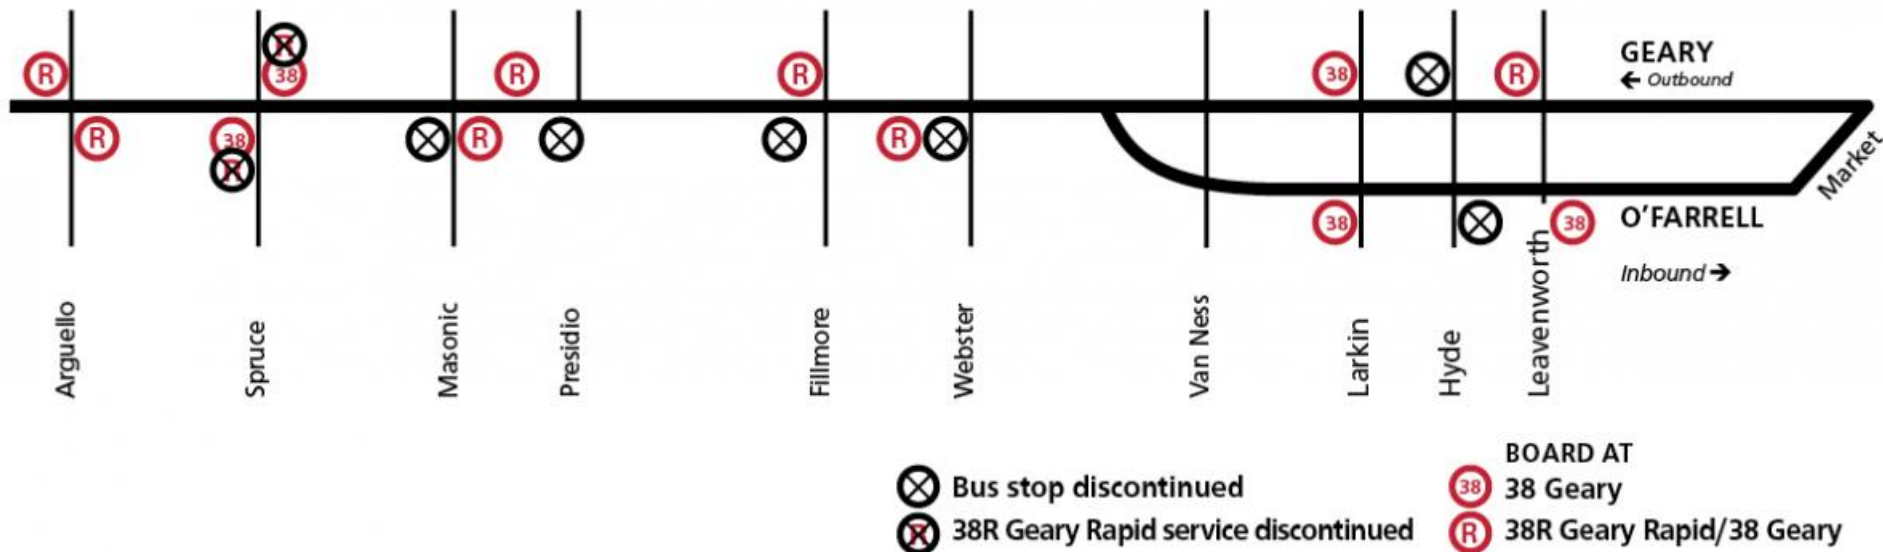 R
38
R
R
R
38
R
GEARY
← Outbound
R
38
R
R
R
Market
38
38
O'FARRELL
Inbound →
Arguello
Spruce
Masonic
Presidio
Fillmore
Webster
Van Ness
Larkin
Hyde
Leavenworth
BOARD AT
Bus stop discontinued
38
38 Geary
R
38R Geary Rapid service discontinued
R
38R Geary Rapid/38 Geary